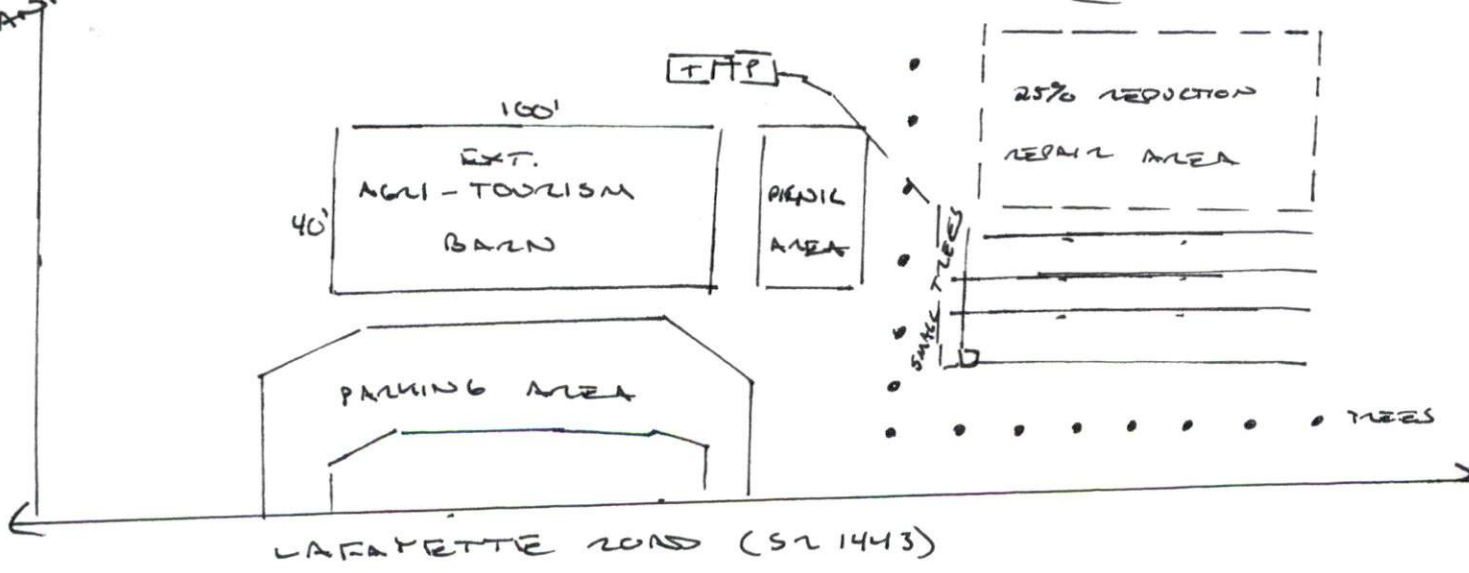 T P
100'
EXT.
AGRI-TOURISM
BARN
40'
PICNIC
AREA
25% REDUCTION
REPAIR AREA
SMALL TREES
PARKING AREA
TREES
LAFAYETTE ROAD (SR 1443)